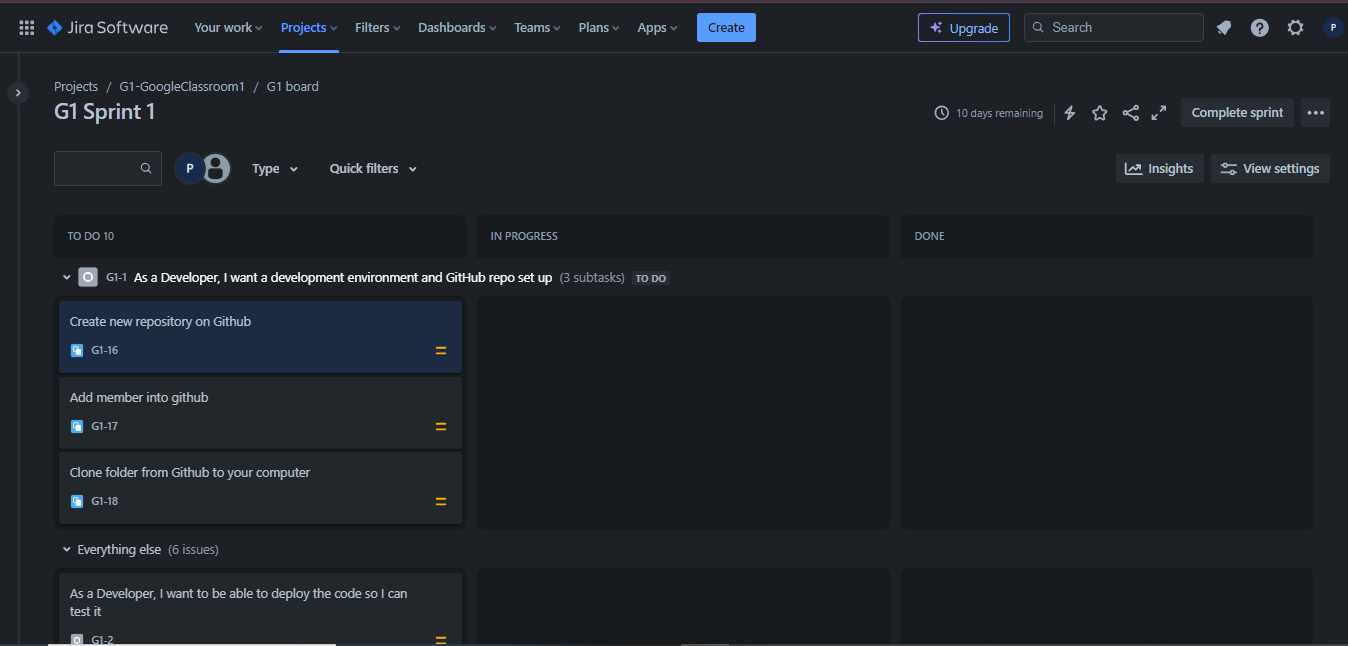 Jira Software Your work Projects Filters Dashboards Teams Plans Apps Create Upgrade Search P
Projects / G1-GoogleClassroom1 / G1 board
G1 Sprint 1
10 days remaining Complete sprint
P Type Quick filters Insights View settings
TO DO 10 IN PROGRESS DONE
G1-1 As a Developer, I want a development environment and GitHub repo set up (3 subtasks) TO DO
Create new repository on Github
G1-16
Add member into github
G1-17
Clone folder from Github to your computer
G1-18
Everything else (6 issues)
As a Developer, I want to be able to deploy the code so I can
test it
G1-2